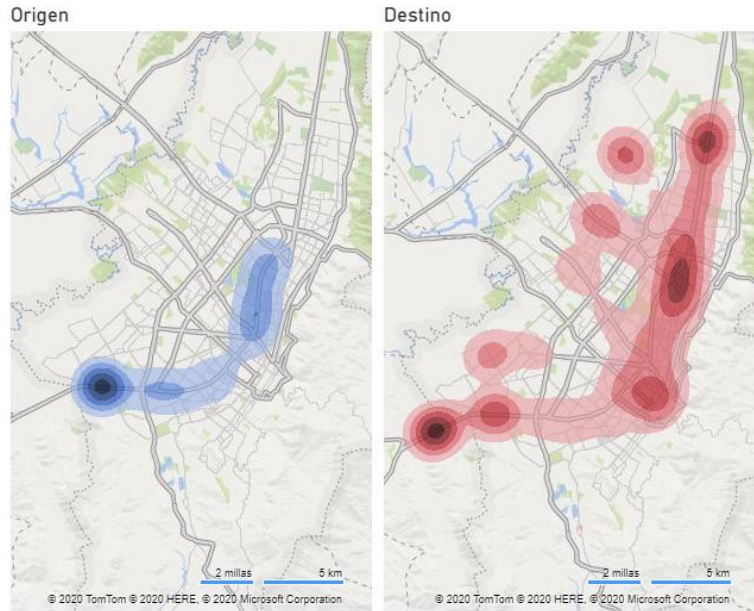 Origen
Destino
2 millas 5 km
© 2020 TomTom © 2020 HERE, © 2020 Microsoft Corporation
2 millas 5 km
© 2020 TomTom © 2020 HERE, © 2020 Microsoft Corporation